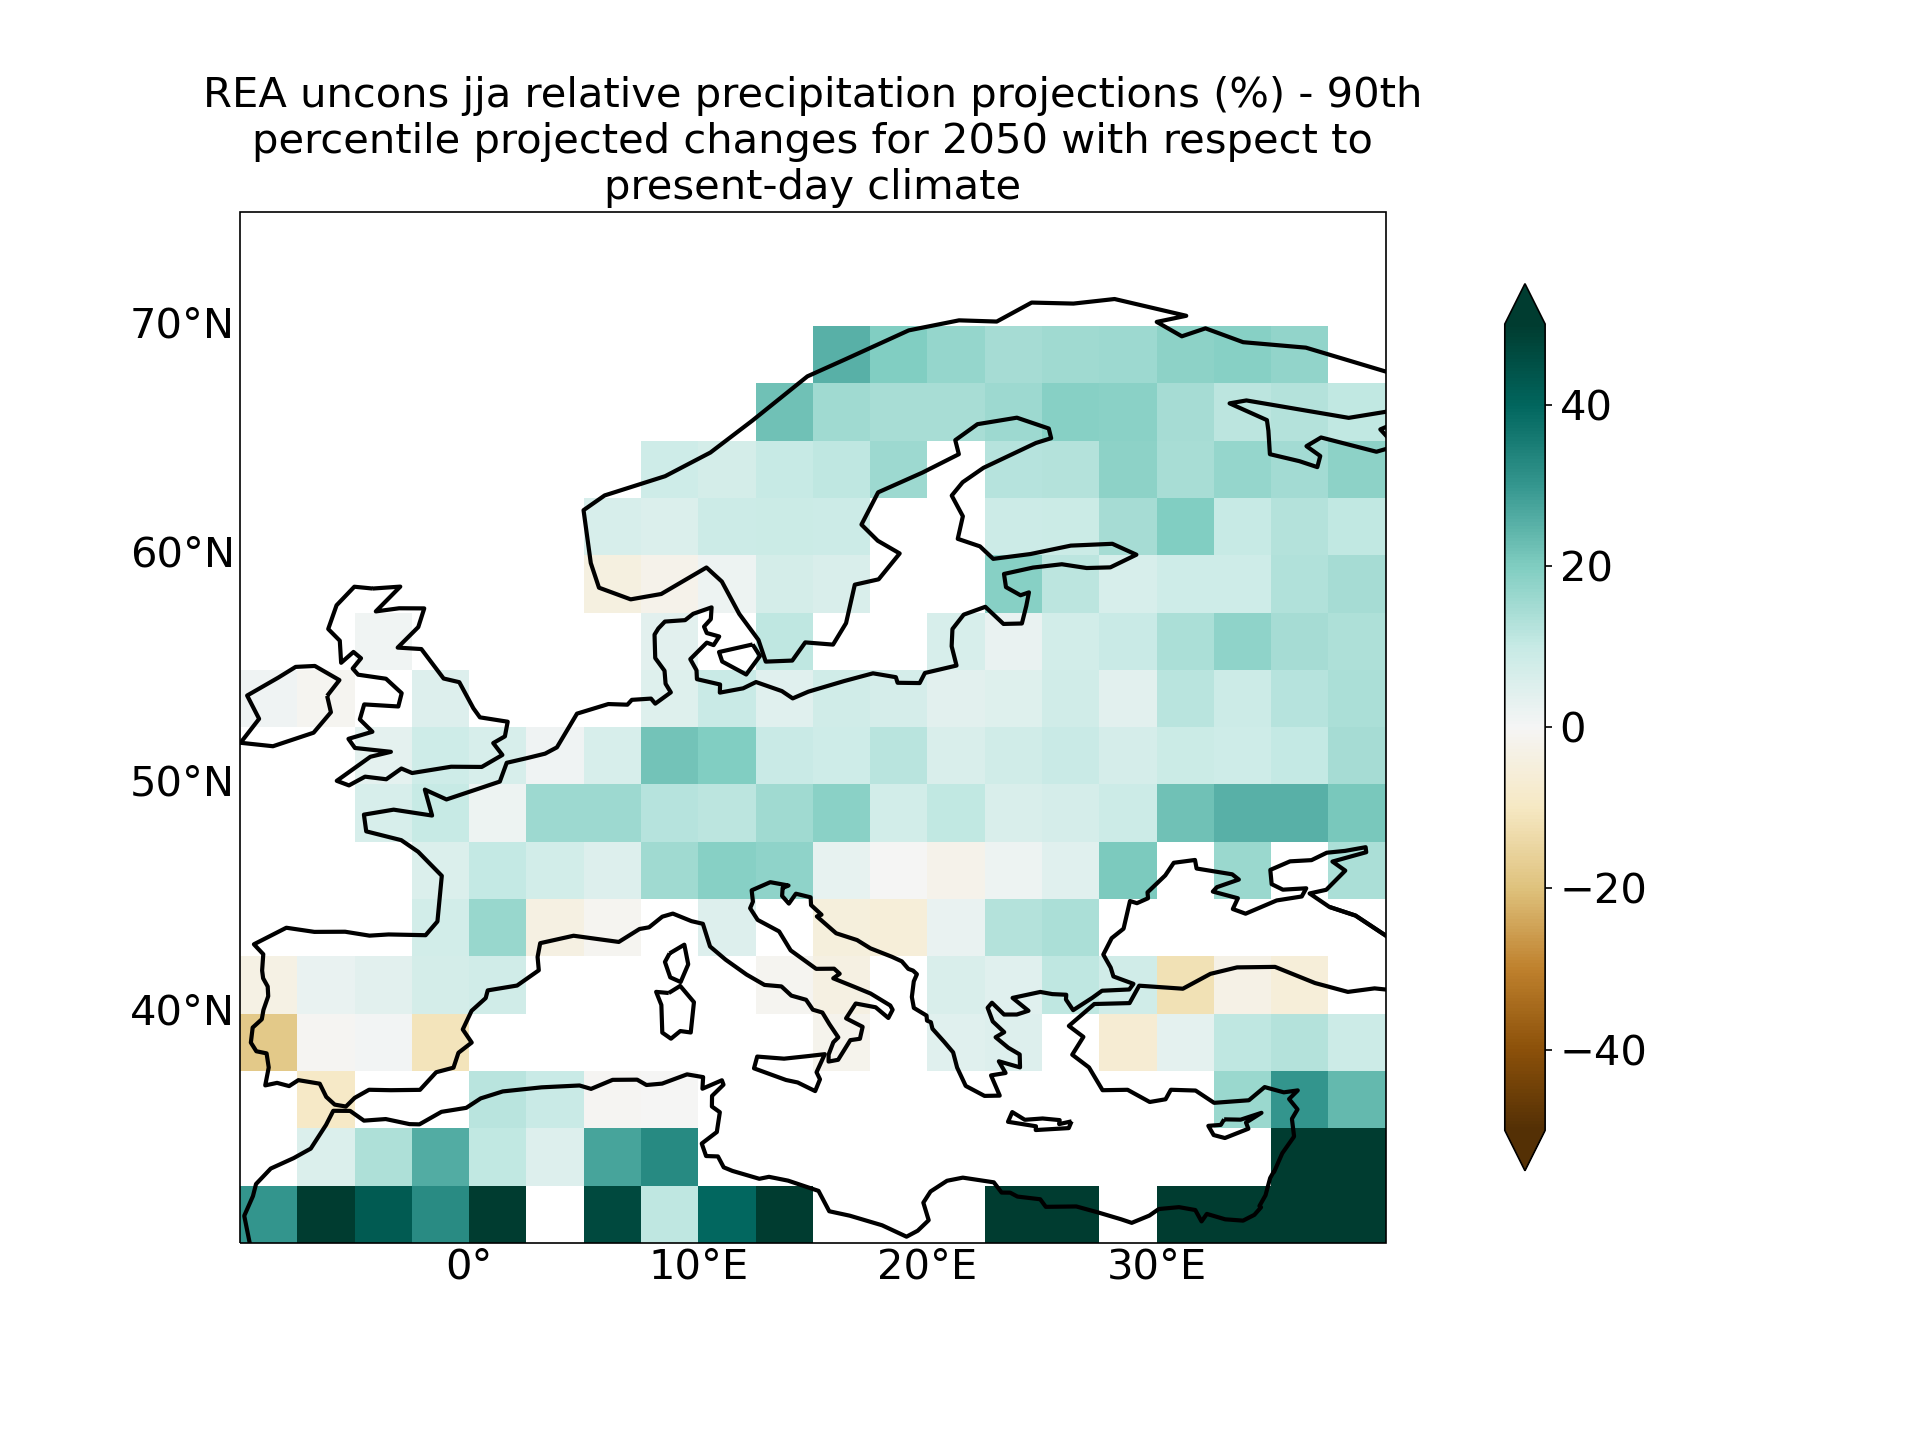 REA uncons jja relative precipitation projections (%) - 90th
percentile projected changes for 2050 with respect to
present-day climate
70°N
60°N
50°N
40°N
0°
10°E
20°E
30°E
40
20
0
−20
−40